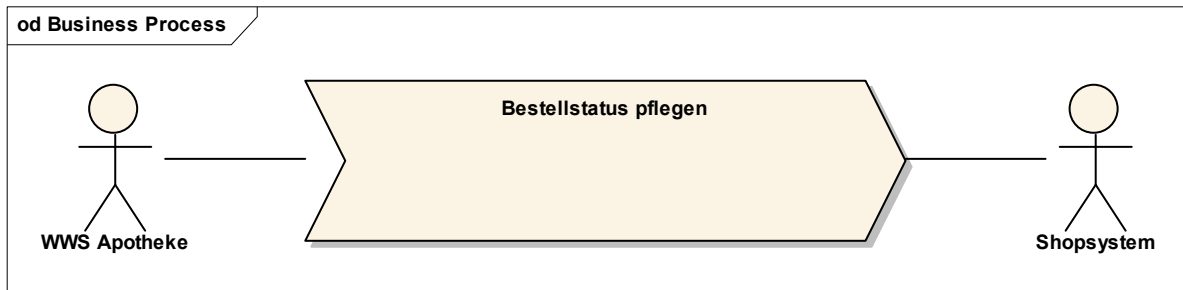 od Business Process
Bestellstatus pflegen
WWS Apotheke
Shopsystem